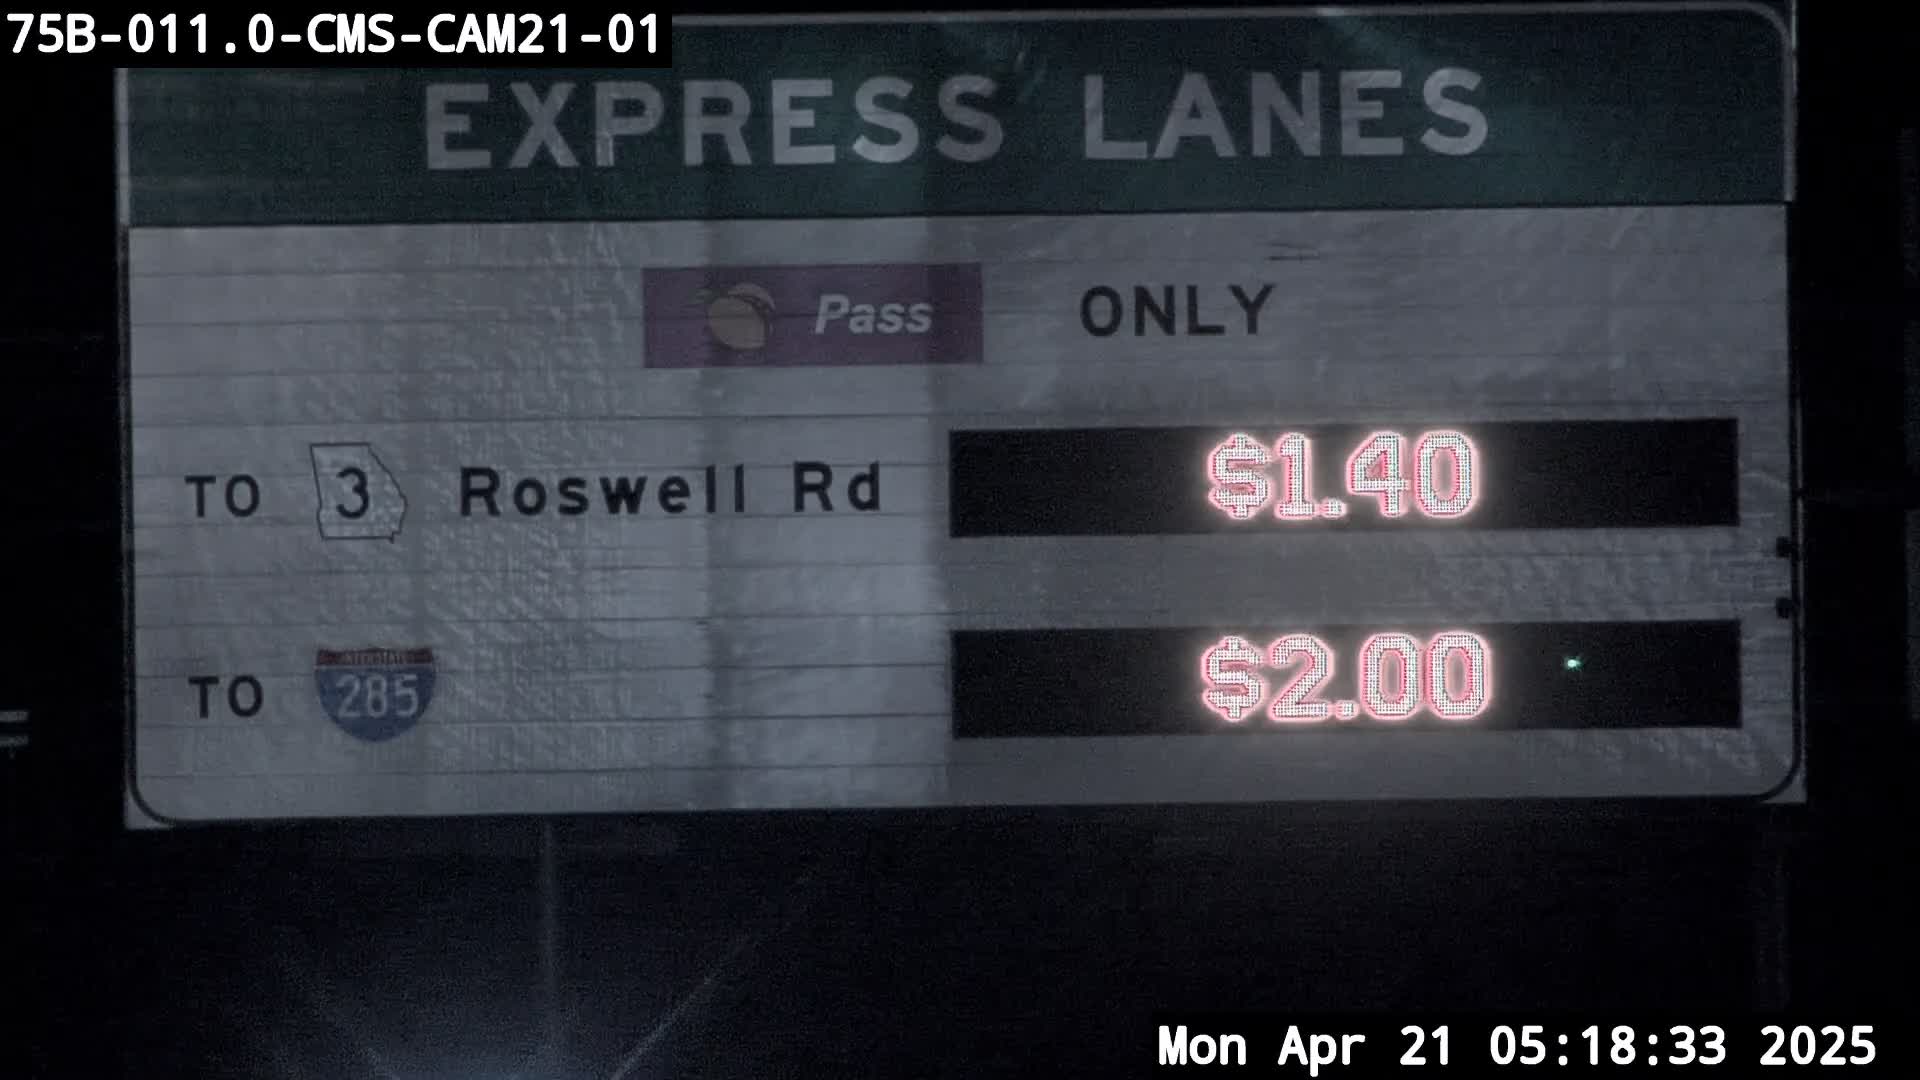 75B-011.0-CMS-CAM21-01
EXPRESS LANES
Pass ONLY
TO 3 Roswell Rd $1.40
TO INTERSTATE 285 $2.00
Mon Apr 21 05:18:33 2025